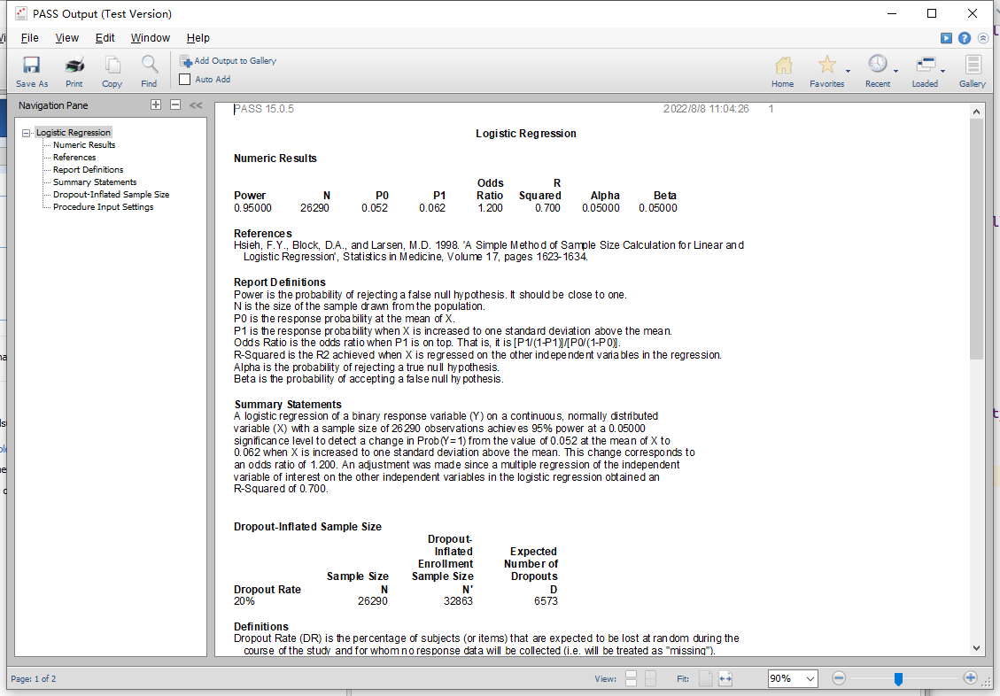 PASS Output (Test Version)
File View Edit Window Help
Save As Print Copy Find
Add Output to Gallery
Auto Add
Home Favorites Recent Loaded Gallery
Navigation Pane
Logistic Regression
Numeric Results
References
Report Definitions
Summary Statements
Dropout-Inflated Sample Size
Procedure Input Settings
PASS 15.0.5 2022/8/8 11:04:26 1
Logistic Regression
Numeric Results
Odds R
Power N P0 P1 Ratio Squared Alpha Beta
0.95000 26290 0.052 0.062 1.200 0.700 0.05000 0.05000
References
Hsieh, F.Y., Block, D.A., and Larsen, M.D. 1998. 'A Simple Method of Sample Size Calculation for Linear and
Logistic Regression', Statistics in Medicine, Volume 17, pages 1623-1634.
Report Definitions
Power is the probability of rejecting a false null hypothesis. It should be close to one.
N is the size of the sample drawn from the population.
P0 is the response probability at the mean of X.
P1 is the response probability when X is increased to one standard deviation above the mean.
Odds Ratio is the odds ratio when P1 is on top. That is, it is [P1/(1-P1)]/[P0/(1-P0)].
R-Squared is the R2 achieved when X is regressed on the other independent variables in the regression.
Alpha is the probability of rejecting a true null hypothesis.
Beta is the probability of accepting a false null hypothesis.
Summary Statements
A logistic regression of a binary response variable (Y) on a continuous, normally distributed
variable (X) with a sample size of 26290 observations achieves 95% power at a 0.05000
significance level to detect a change in Prob(Y=1) from the value of 0.052 at the mean of X to
0.062 when X is increased to one standard deviation above the mean. This change corresponds to
an odds ratio of 1.200. An adjustment was made since a multiple regression of the independent
variable of interest on the other independent variables in the logistic regression obtained an
R-Squared of 0.700.
Dropout-Inflated Sample Size
Dropout-
Inflated Expected
Enrollment Number of
Sample Size Sample Size Dropouts
Dropout Rate N N' D
20% 26290 32863 6573
Definitions
Dropout Rate (DR) is the percentage of subjects (or items) that are expected to be lost at random during the
course of the study and for whom no response data will be collected (i.e. will be treated as "missing").
Page: 1 of 2 View: Fit: 90%